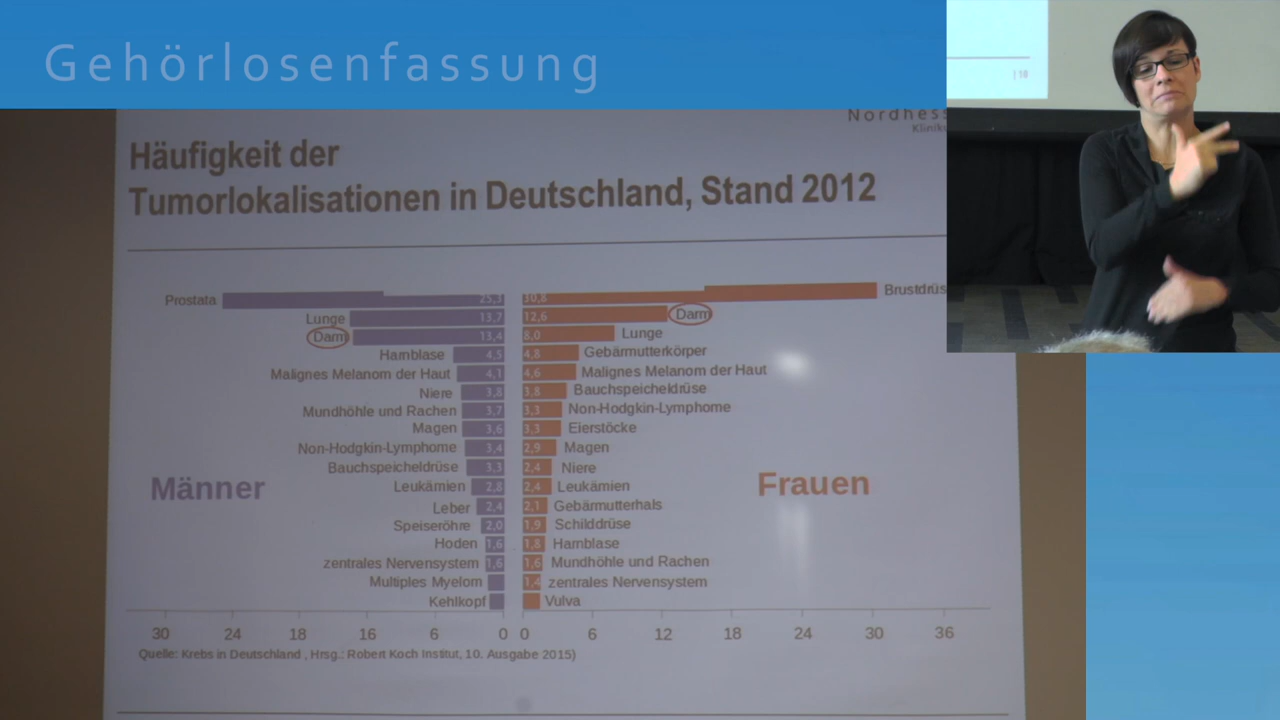 Gehörlosenfassung
| 10
Nordhess
Klinik
Häufigkeit der
Tumorlokalisationen in Deutschland, Stand 2012
Prostata 25,3 30,8 Brustdrüs
Lunge 13,7 12,6 Darm
Darm 13,4 8,0 Lunge
Harnblase 4,5 4,8 Gebärmutterkörper
Malignes Melanom der Haut 4,1 4,6 Malignes Melanom der Haut
Niere 3,8 3,8 Bauchspeicheldrüse
Mundhöhle und Rachen 3,7 3,3 Non-Hodgkin-Lymphome
Magen 3,6 3,3 Eierstöcke
Non-Hodgkin-Lymphome 3,4 2,9 Magen
Bauchspeicheldrüse 3,3 2,4 Niere
Männer Leukämien 2,8 2,4 Leukämien Frauen
Leber 2,4 2,1 Gebärmutterhals
Speiseröhre 2,0 1,9 Schilddrüse
Hoden 1,6 1,8 Harnblase
zentrales Nervensystem 1,6 1,6 Mundhöhle und Rachen
Multiples Myelom 1,4 zentrales Nervensystem
Kehlkopf Vulva
30 24 18 16 6 0 0 6 12 18 24 30 36
Quelle: Krebs in Deutschland , Hrsg.: Robert Koch Institut, 10. Ausgabe 2015)